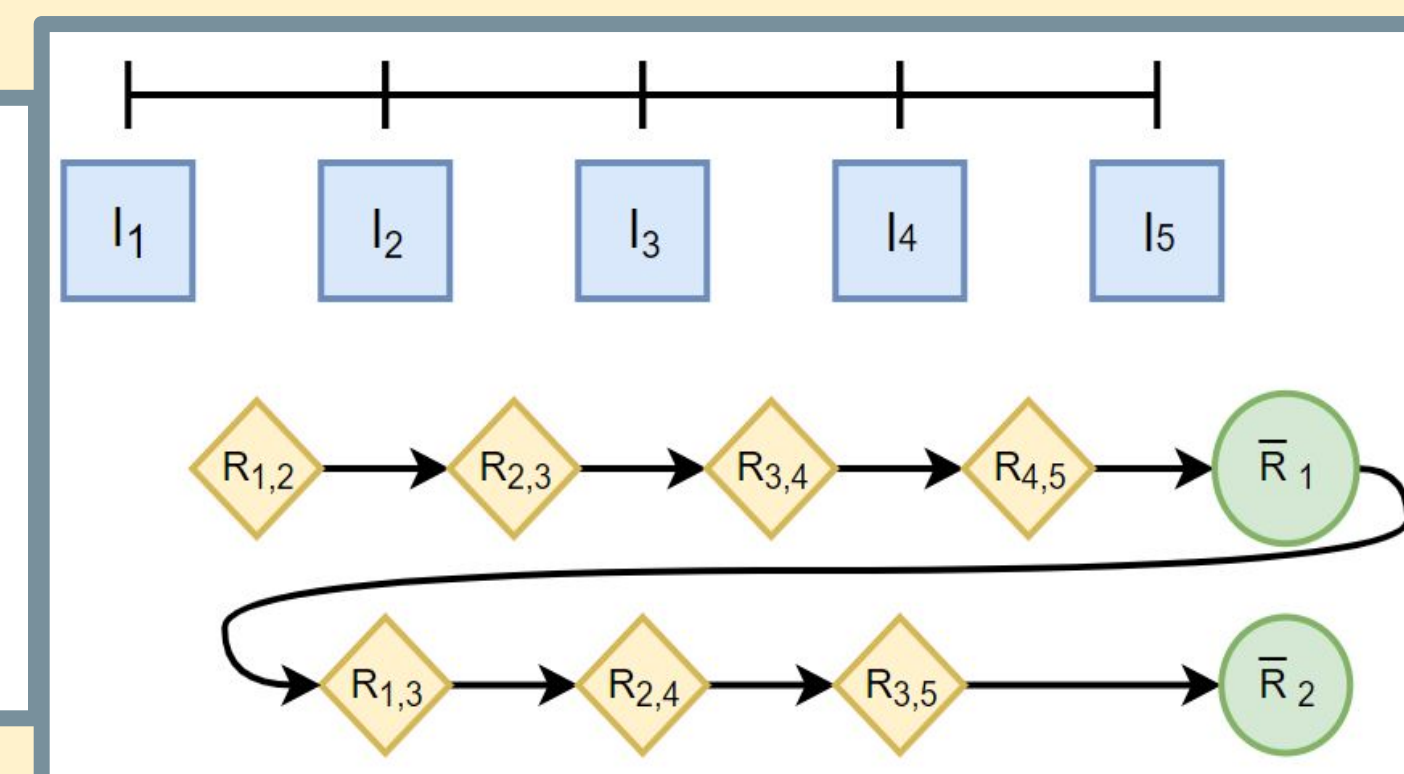 I1 I2 I3 I4 I5
R1,2 R2,3 R3,4 R4,5 R̅ 1
R1,3 R2,4 R3,5 R̅ 2